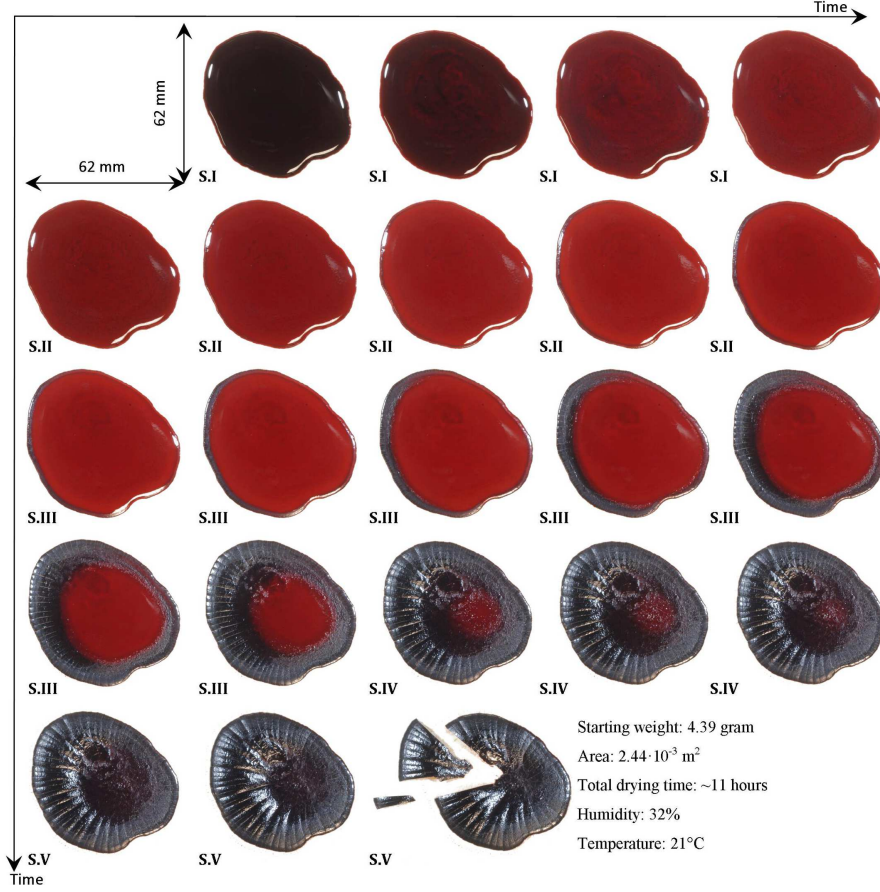 Time
62 mm
62 mm
S.I
S.I
S.I
S.I
S.II
S.II
S.II
S.II
S.II
S.III
S.III
S.III
S.III
S.III
S.III
S.III
S.IV
S.IV
S.IV
S.V
S.V
S.V
Starting weight: 4.39 gram
Area: 2.44·10⁻³ m²
Total drying time: ~11 hours
Humidity: 32%
Temperature: 21°C
Time